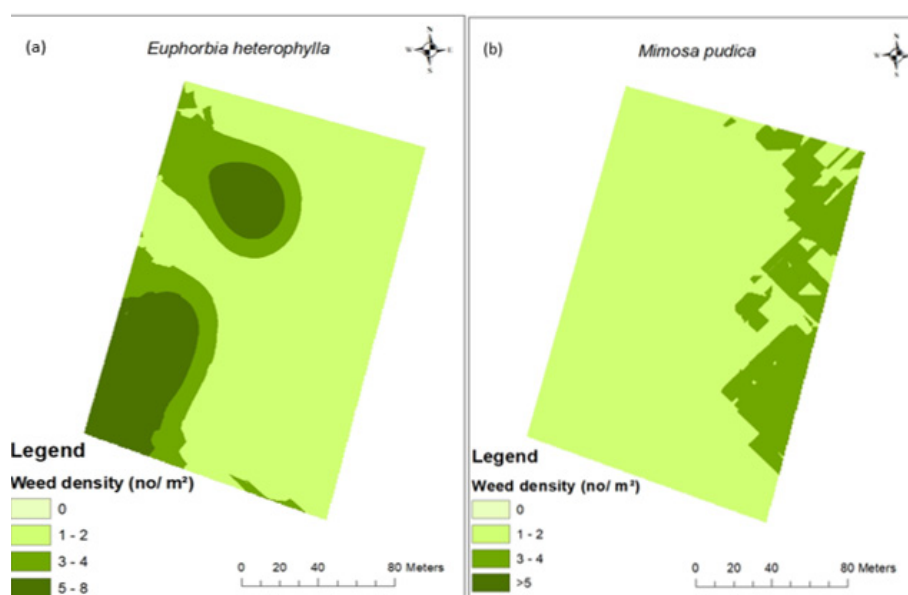 (a)
Euphorbia heterophylla
N
W E
S
Legend
Weed density (no/ m²)
0
1 - 2
3 - 4
5 - 8
0 20 40 80 Meters
(b)
Mimosa pudica
N
W
S
Legend
Weed density (no/ m²)
0
1 - 2
3 - 4
>5
0 20 40 80 Meters